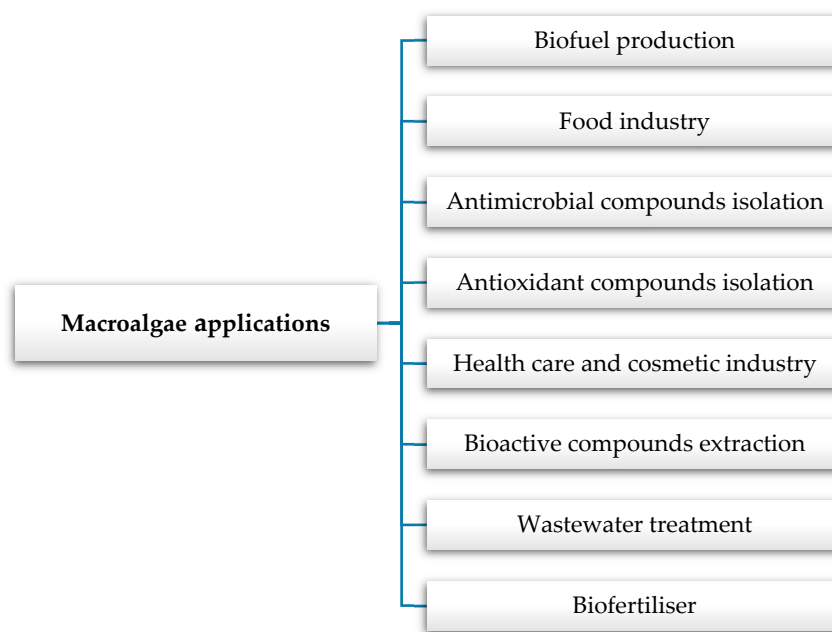 Biofuel production
Food industry
Antimicrobial compounds isolation
Antioxidant compounds isolation
Macroalgae applications
Health care and cosmetic industry
Bioactive compounds extraction
Wastewater treatment
Biofertiliser